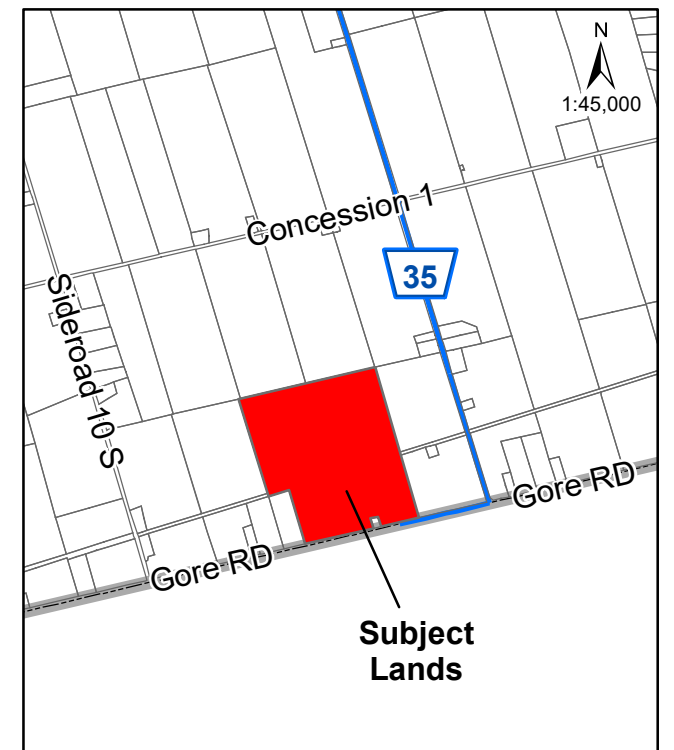 N
1:45,000
Concession 1
35
Sideroad 10 S
Gore RD
Gore RD
Subject
Lands